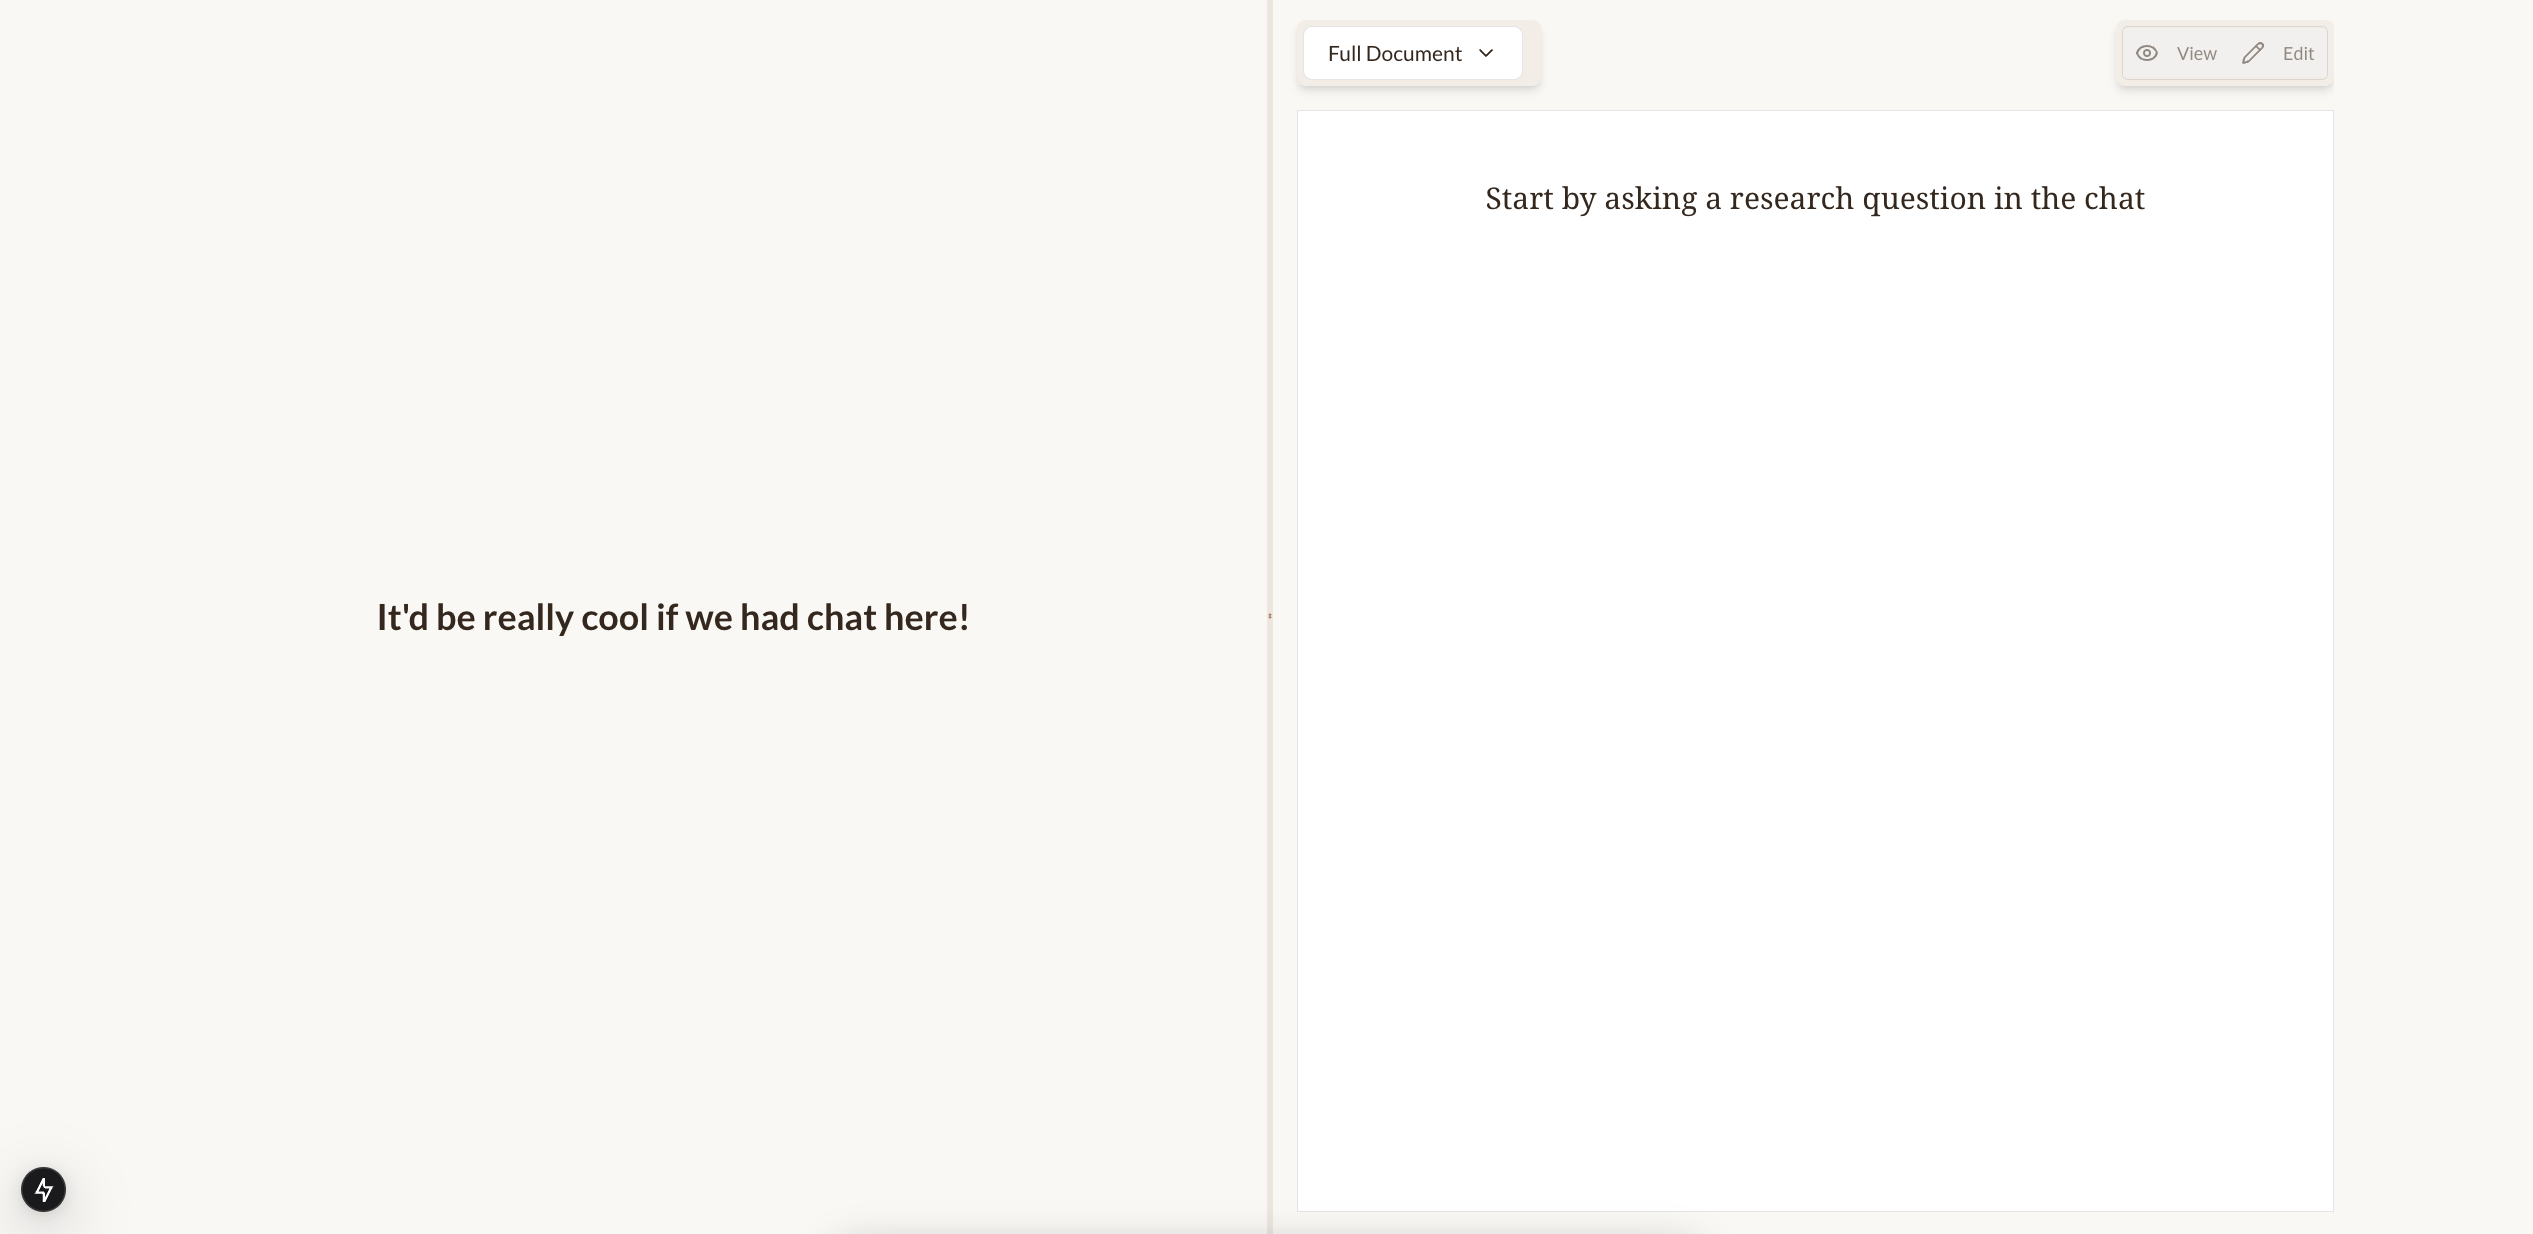 Full Document
View Edit
Start by asking a research question in the chat
It'd be really cool if we had chat here!